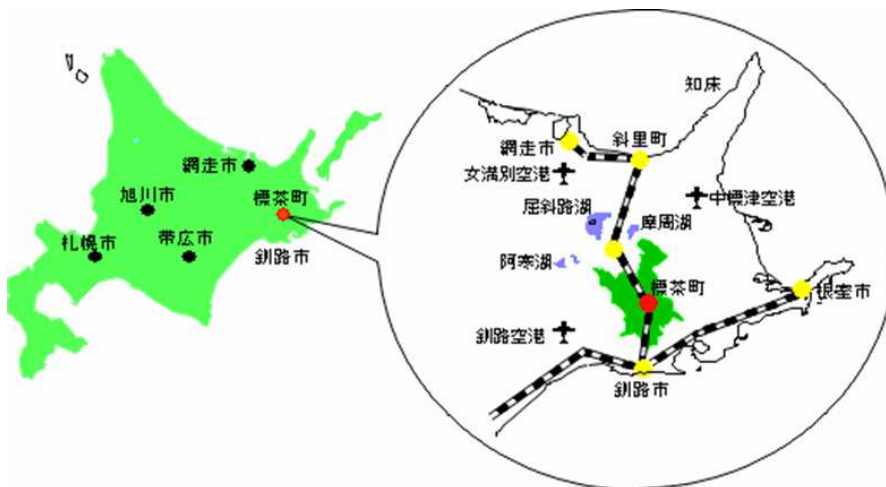 網走市
旭川市
標茶町
札幌市
帯広市
釧路市
知床
斜里町
網走市
女満別空港
中標津空港
屈斜路湖
摩周湖
阿寒湖
標茶町
根室市
釧路空港
釧路市